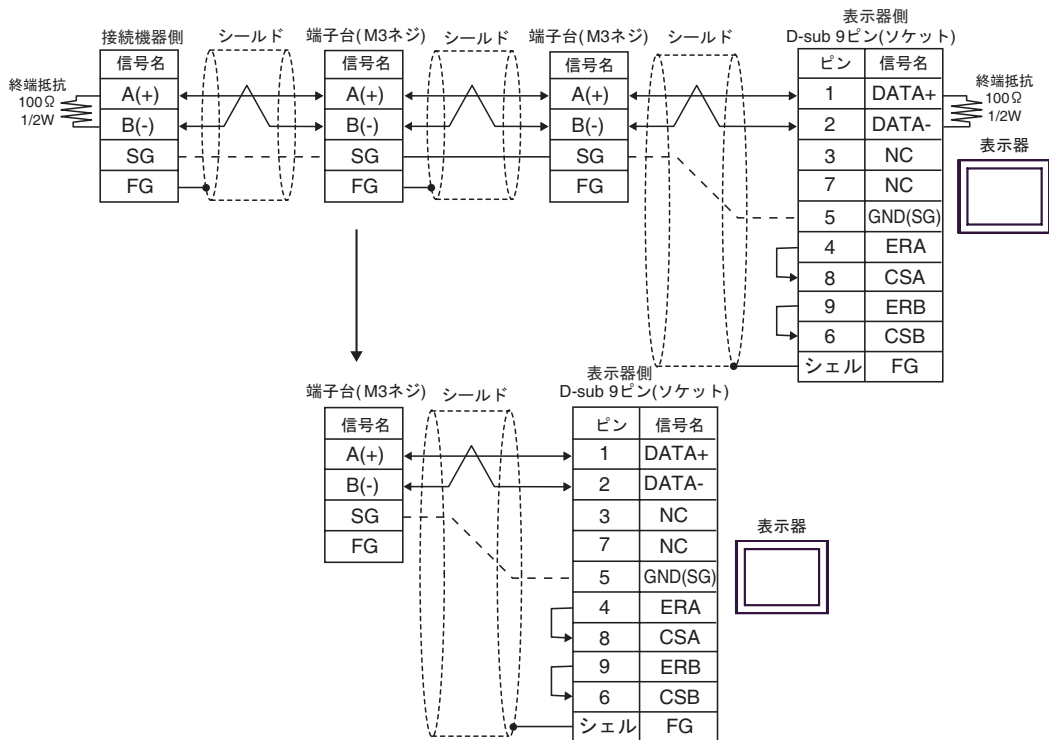 接続機器側
シールド
端子台(M3ネジ)
シールド
端子台(M3ネジ)
シールド
表示器側
D-sub 9ピン(ソケット)
終端抵抗
100Ω
1/2W
信号名
A(+)
B(-)
SG
FG
信号名
A(+)
B(-)
SG
FG
信号名
A(+)
B(-)
SG
FG
ピン 信号名
1 DATA+
2 DATA-
3 NC
7 NC
5 GND(SG)
4 ERA
8 CSA
9 ERB
6 CSB
シェル FG
終端抵抗
100Ω
1/2W
表示器
端子台(M3ネジ)
シールド
表示器側
D-sub 9ピン(ソケット)
信号名
A(+)
B(-)
SG
FG
ピン 信号名
1 DATA+
2 DATA-
3 NC
7 NC
5 GND(SG)
4 ERA
8 CSA
9 ERB
6 CSB
シェル FG
表示器